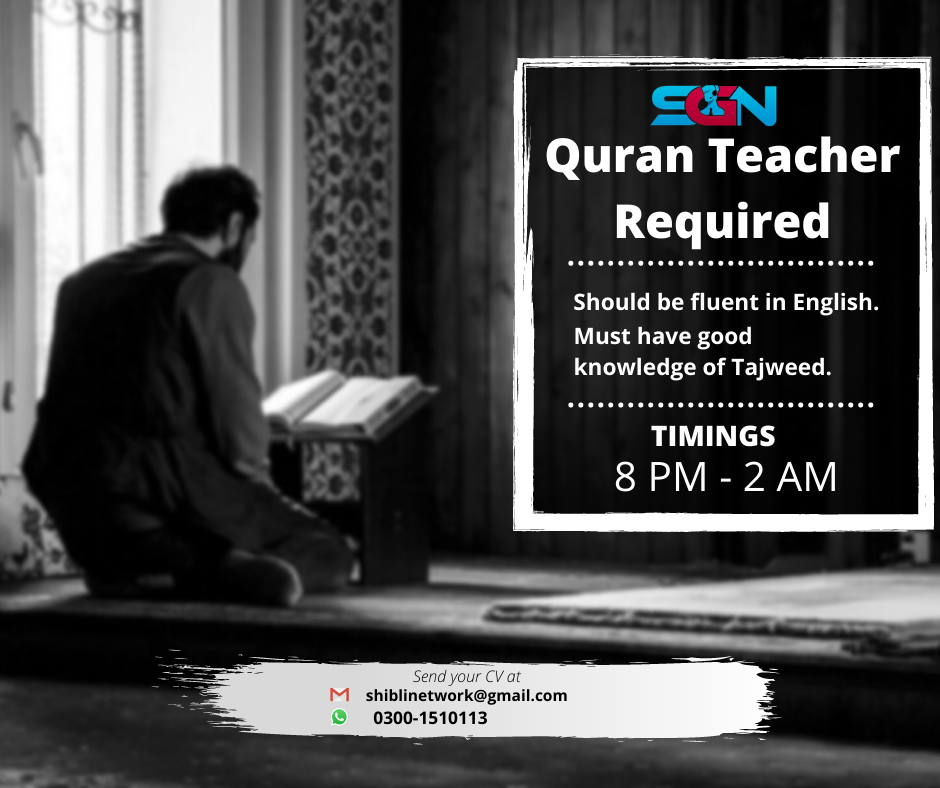 SGN
Quran Teacher
Required
Should be fluent in English.
Must have good
knowledge of Tajweed.
TIMINGS
8 PM - 2 AM
Send your CV at
shiblinetwork@gmail.com
0300-1510113